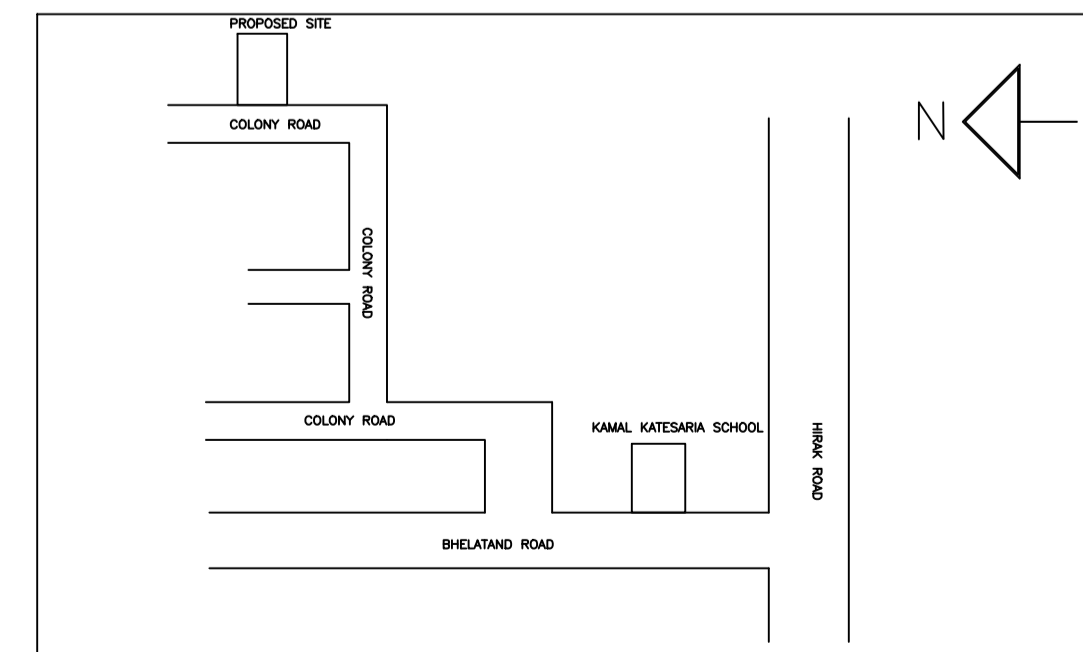 PROPOSED SITE
N
COLONY ROAD
COLONY ROAD
COLONY ROAD
KAMAL KATESARIA SCHOOL
HIRAK ROAD
BHELATAND ROAD